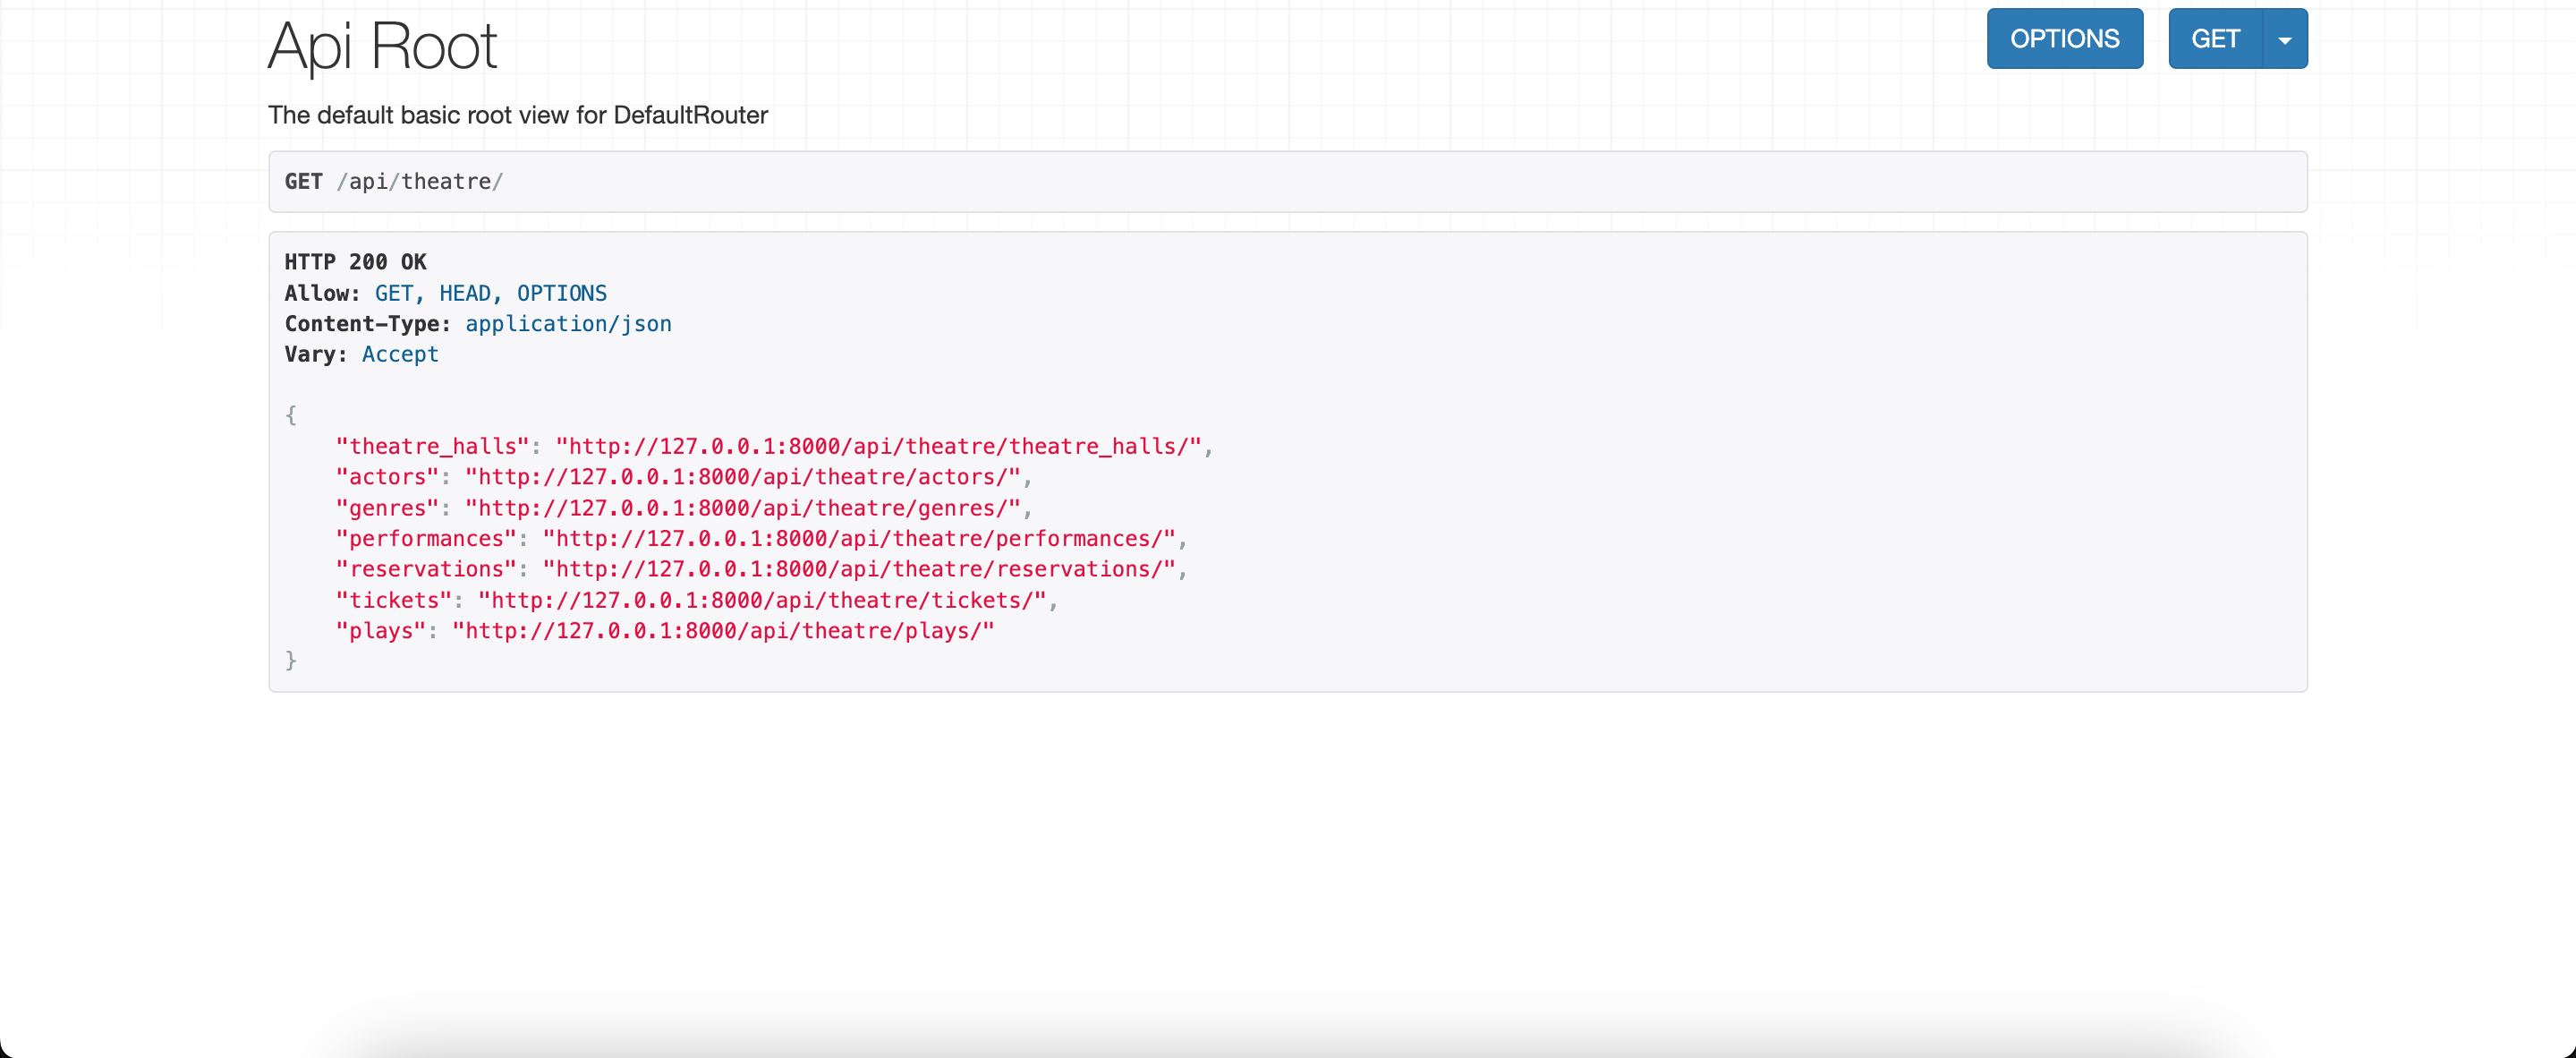 Api Root
OPTIONS
GET
The default basic root view for DefaultRouter
GET /api/theatre/
HTTP 200 OK
Allow: GET, HEAD, OPTIONS
Content-Type: application/json
Vary: Accept
{
    "theatre_halls": "http://127.0.0.1:8000/api/theatre/theatre_halls/",
    "actors": "http://127.0.0.1:8000/api/theatre/actors/",
    "genres": "http://127.0.0.1:8000/api/theatre/genres/",
    "performances": "http://127.0.0.1:8000/api/theatre/performances/",
    "reservations": "http://127.0.0.1:8000/api/theatre/reservations/",
    "tickets": "http://127.0.0.1:8000/api/theatre/tickets/",
    "plays": "http://127.0.0.1:8000/api/theatre/plays/"
}